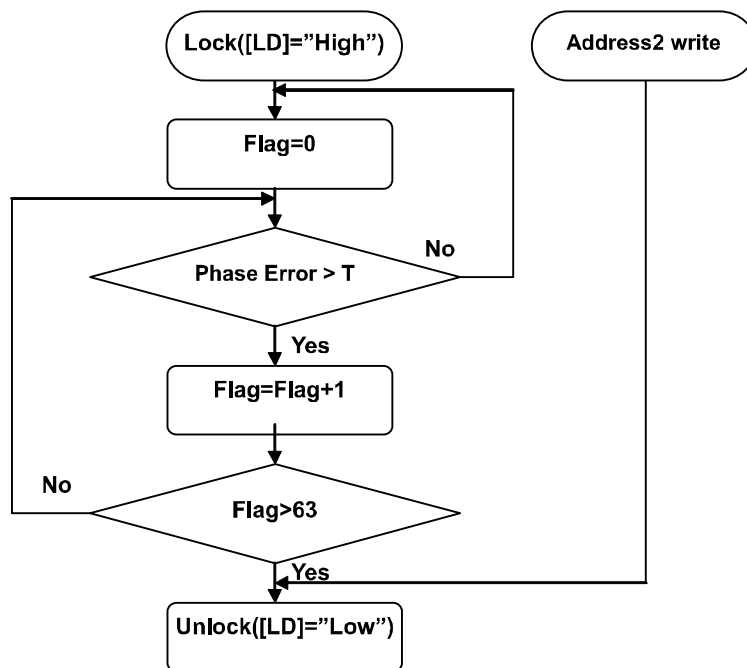 Lock([LD]=”High”)
Address2 write
Flag=0
No
Phase Error > T
Yes
Flag=Flag+1
No
Flag>63
Yes
Unlock([LD]=”Low”)